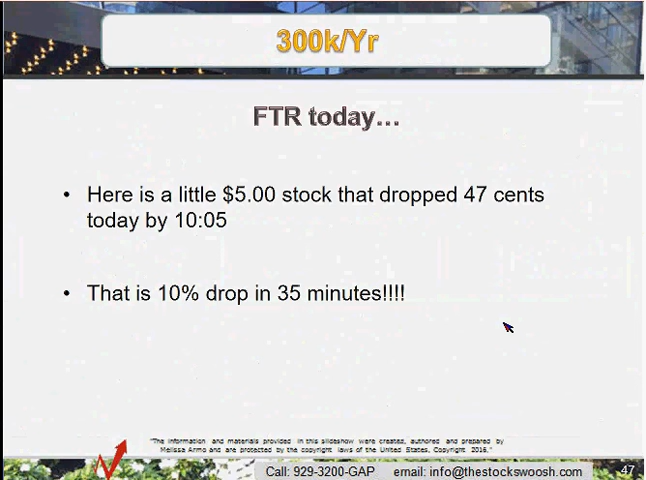 300k/Yr
FTR today...
• Here is a little $5.00 stock that dropped 47 cents
today by 10:05
• That is 10% drop in 35 minutes!!!!
"The information and materials provided in this slideshow were created, authored and prepared by
Melissa Armo and are protected by the copyright laws of the United States, Copyright 2016."
Call: 929-3200-GAP email: info@thestockswoosh.com
47